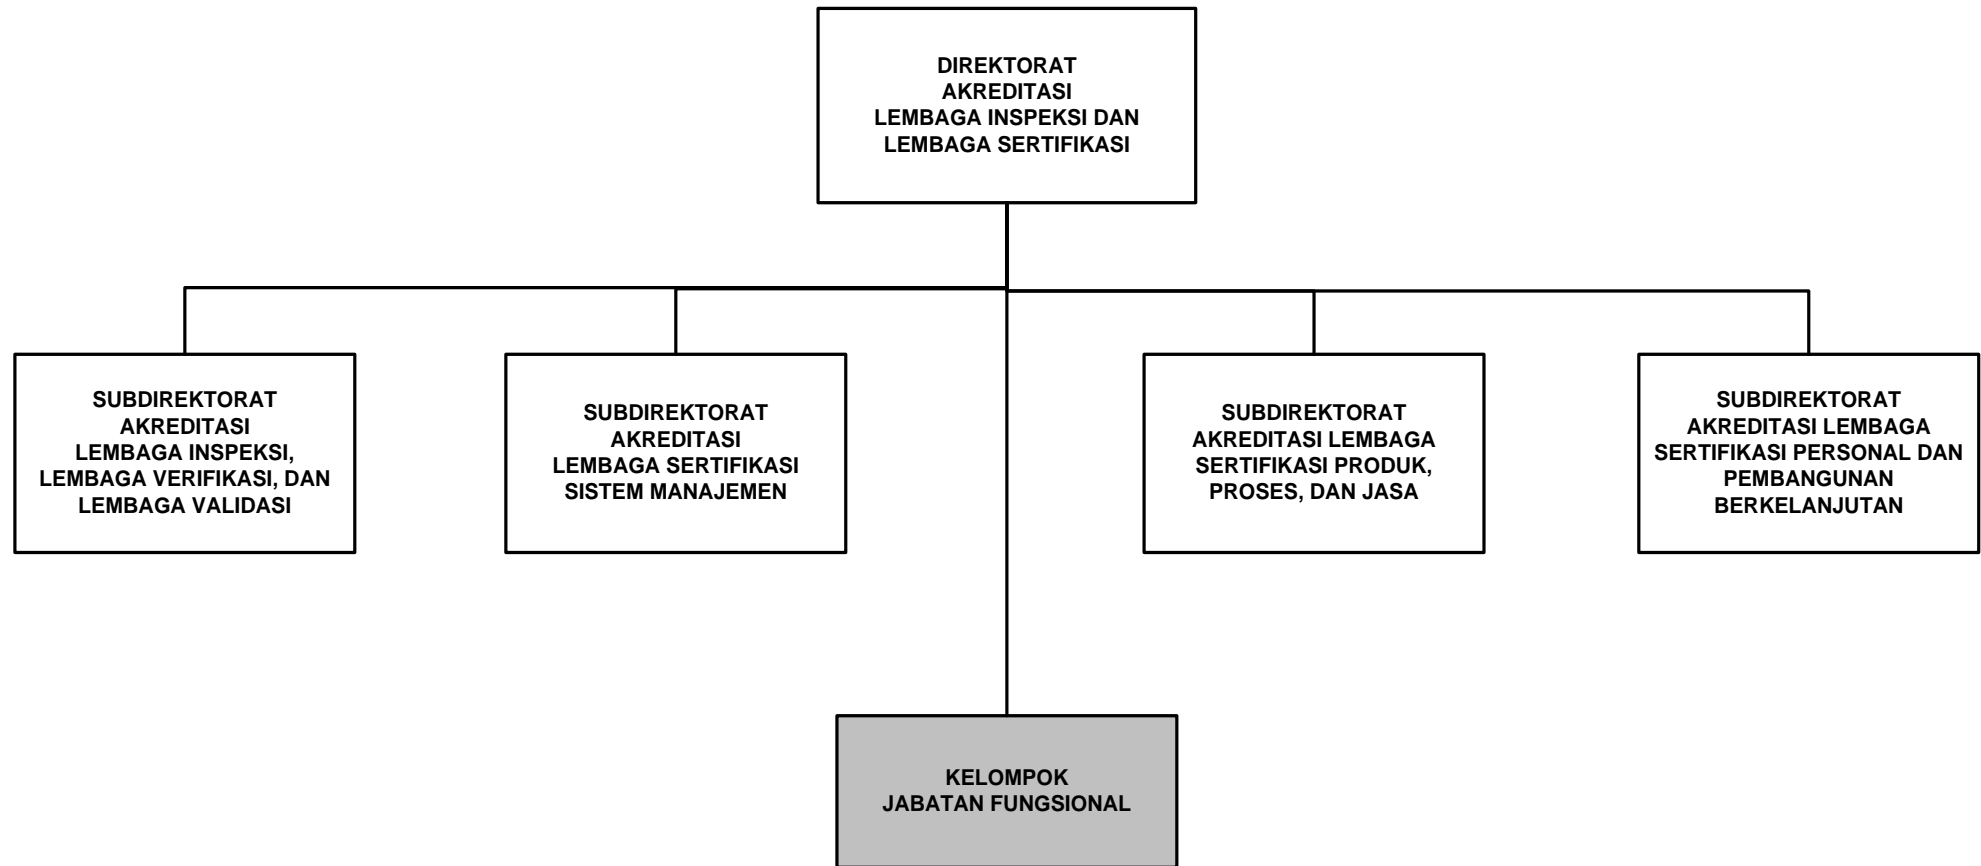 DIREKTORAT
AKREDITASI
LEMBAGA INSPEKSI DAN
LEMBAGA SERTIFIKASI
SUBDIREKTORAT
AKREDITASI
LEMBAGA INSPEKSI,
LEMBAGA VERIFIKASI, DAN
LEMBAGA VALIDASI
SUBDIREKTORAT
AKREDITASI
LEMBAGA SERTIFIKASI
SISTEM MANAJEMEN
SUBDIREKTORAT
AKREDITASI LEMBAGA
SERTIFIKASI PRODUK,
PROSES, DAN JASA
SUBDIREKTORAT
AKREDITASI LEMBAGA
SERTIFIKASI PERSONAL DAN
PEMBANGUNAN
BERKELANJUTAN
KELOMPOK
JABATAN FUNGSIONAL